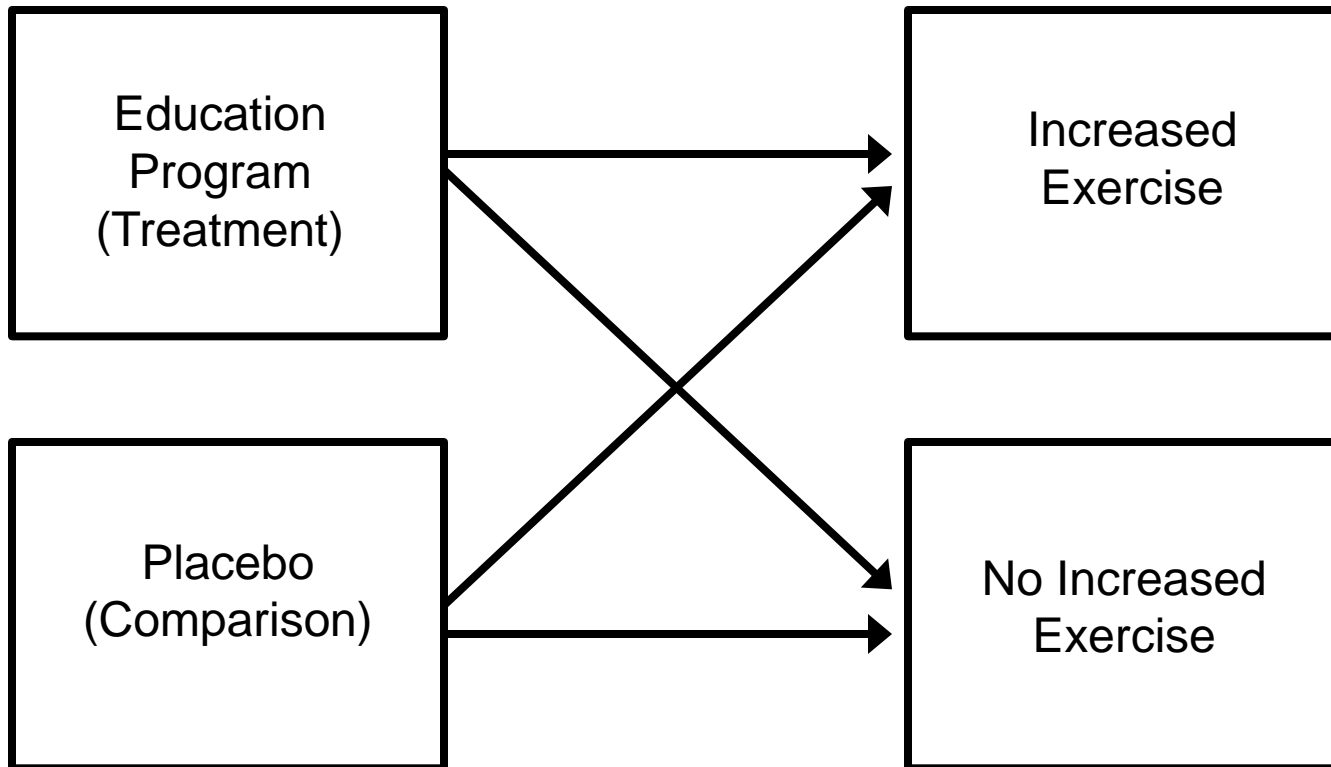 Education
Program
(Treatment)
Increased
Exercise
Placebo
(Comparison)
No Increased
Exercise